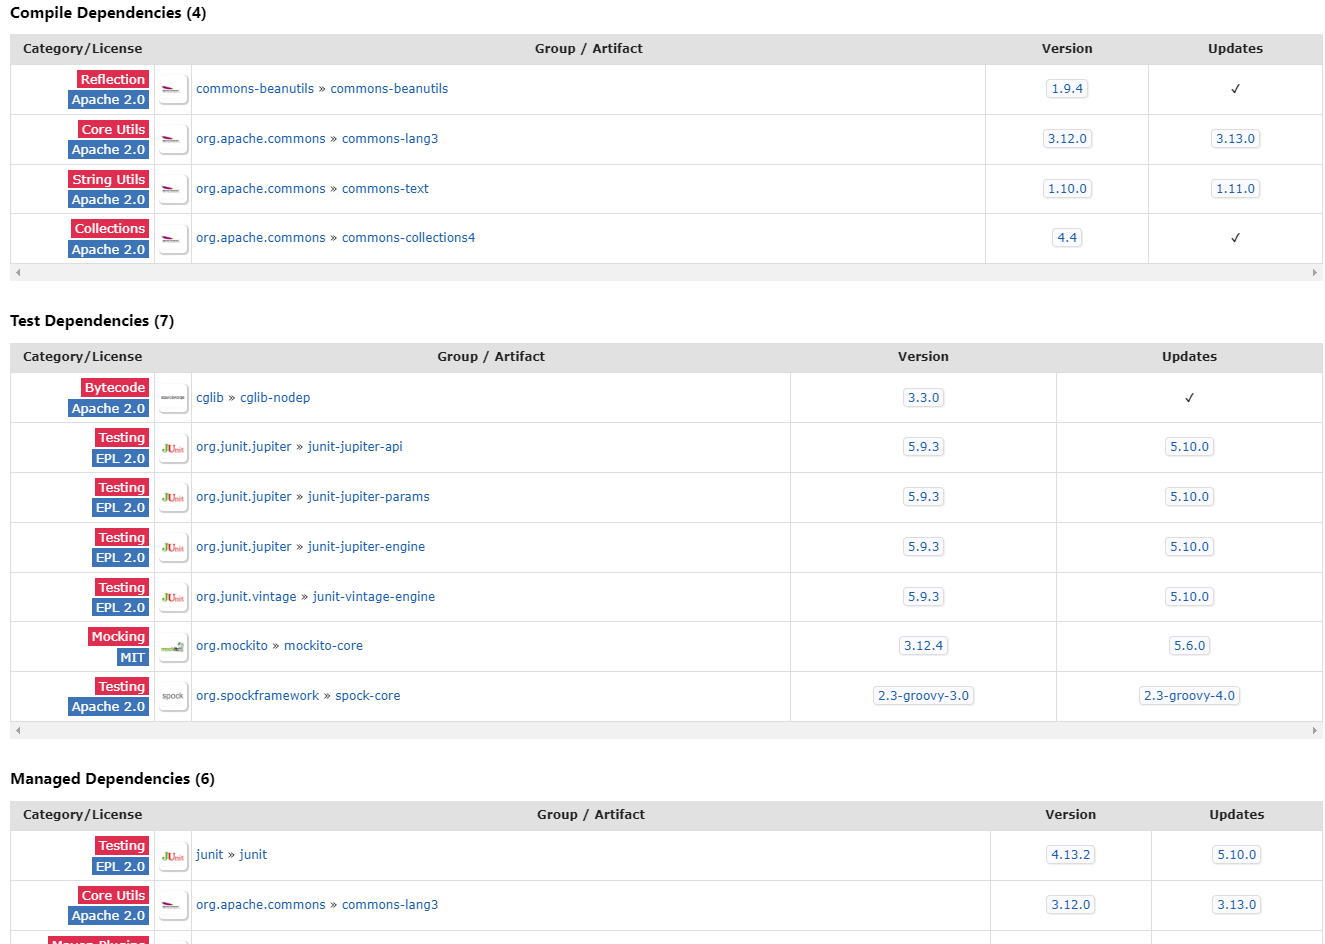 Compile Dependencies (4)
Category/License Group / Artifact Version Updates
Reflection
Apache 2.0
commons-beanutils » commons-beanutils 1.9.4 ✓
Core Utils
Apache 2.0
org.apache.commons » commons-lang3 3.12.0 3.13.0
String Utils
Apache 2.0
org.apache.commons » commons-text 1.10.0 1.11.0
Collections
Apache 2.0
org.apache.commons » commons-collections4 4.4 ✓
Test Dependencies (7)
Category/License Group / Artifact Version Updates
Bytecode
Apache 2.0
cglib » cglib-nodep 3.3.0 ✓
Testing
EPL 2.0
JUnit
org.junit.jupiter » junit-jupiter-api 5.9.3 5.10.0
Testing
EPL 2.0
JUnit
org.junit.jupiter » junit-jupiter-params 5.9.3 5.10.0
Testing
EPL 2.0
JUnit
org.junit.jupiter » junit-jupiter-engine 5.9.3 5.10.0
Testing
EPL 2.0
JUnit
org.junit.vintage » junit-vintage-engine 5.9.3 5.10.0
Mocking
MIT
org.mockito » mockito-core 3.12.4 5.6.0
Testing
Apache 2.0
spock
org.spockframework » spock-core 2.3-groovy-3.0 2.3-groovy-4.0
Managed Dependencies (6)
Category/License Group / Artifact Version Updates
Testing
EPL 2.0
JUnit
junit » junit 4.13.2 5.10.0
Core Utils
Apache 2.0
org.apache.commons » commons-lang3 3.12.0 3.13.0